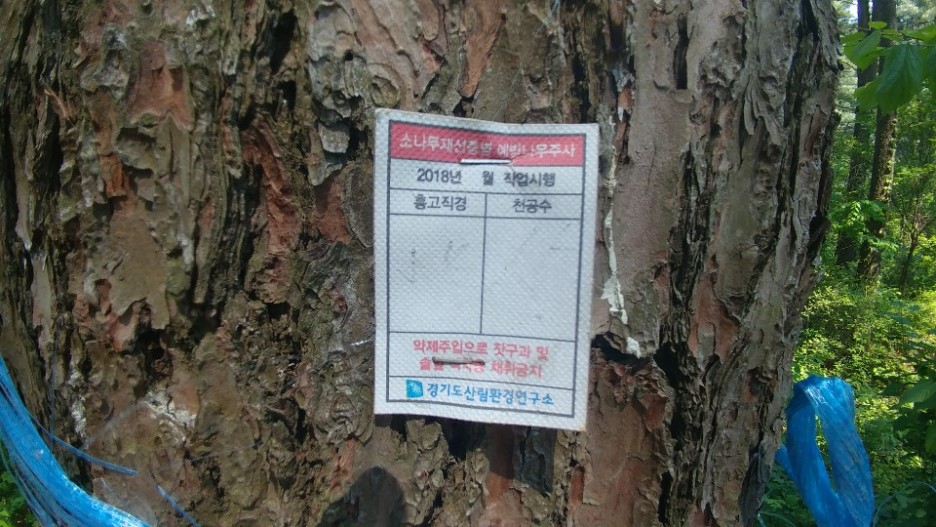 소나무재선충병 예방나무주사
2018년 월 작업시행
흉고직경 천공수
약제주입으로 잣구과 및
솔잎 채취금지
경기도산림환경연구소